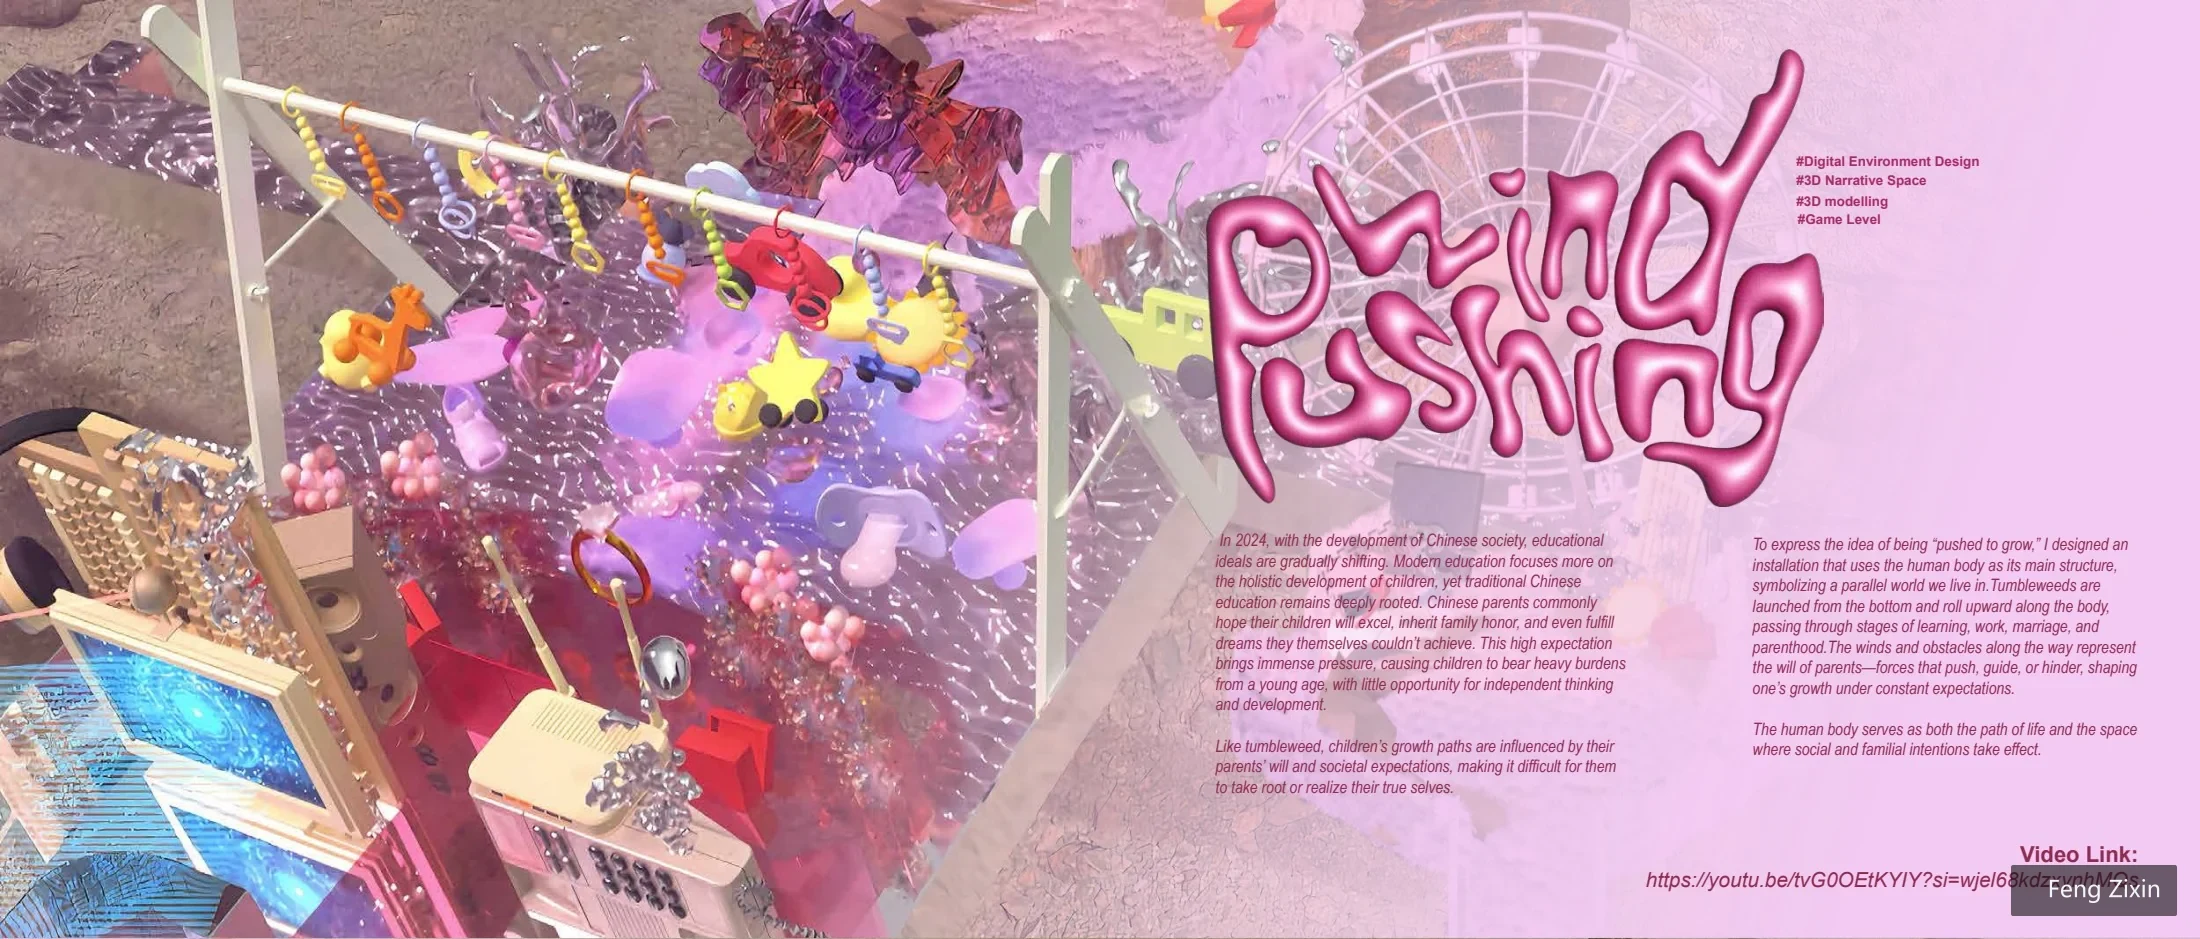 Wind
Pushing
#Digital Environment Design
#3D Narrative Space
#3D modelling
#Game Level
In 2024, with the development of Chinese society, educational
ideals are gradually shifting. Modern education focuses more on
the holistic development of children, yet traditional Chinese
education remains deeply rooted. Chinese parents commonly
hope their children will excel, inherit family honor, and even fulfill
dreams they themselves couldn't achieve. This high expectation
brings immense pressure, causing children to bear heavy burdens
from a young age, with little opportunity for independent thinking
and development.
Like tumbleweed, children's growth paths are influenced by their
parents' will and societal expectations, making it difficult for them
to take root or realize their true selves.
To express the idea of being “pushed to grow,” I designed an
installation that uses the human body as its main structure,
symbolizing a parallel world we live in.Tumbleweeds are
launched from the bottom and roll upward along the body,
passing through stages of learning, work, marriage, and
parenthood.The winds and obstacles along the way represent
the will of parents—forces that push, guide, or hinder, shaping
one's growth under constant expectations.
The human body serves as both the path of life and the space
where social and familial intentions take effect.
Video Link:
Feng Zixin